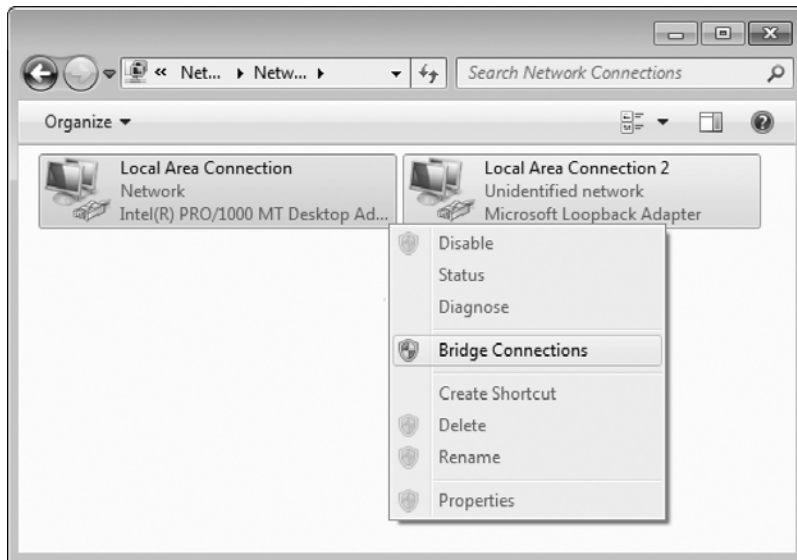 « Net... Netw...
Search Network Connections
Organize
Local Area Connection
Network
Intel(R) PRO/1000 MT Desktop Ad...
Local Area Connection 2
Unidentified network
Microsoft Loopback Adapter
Disable
Status
Diagnose
Bridge Connections
Create Shortcut
Delete
Rename
Properties